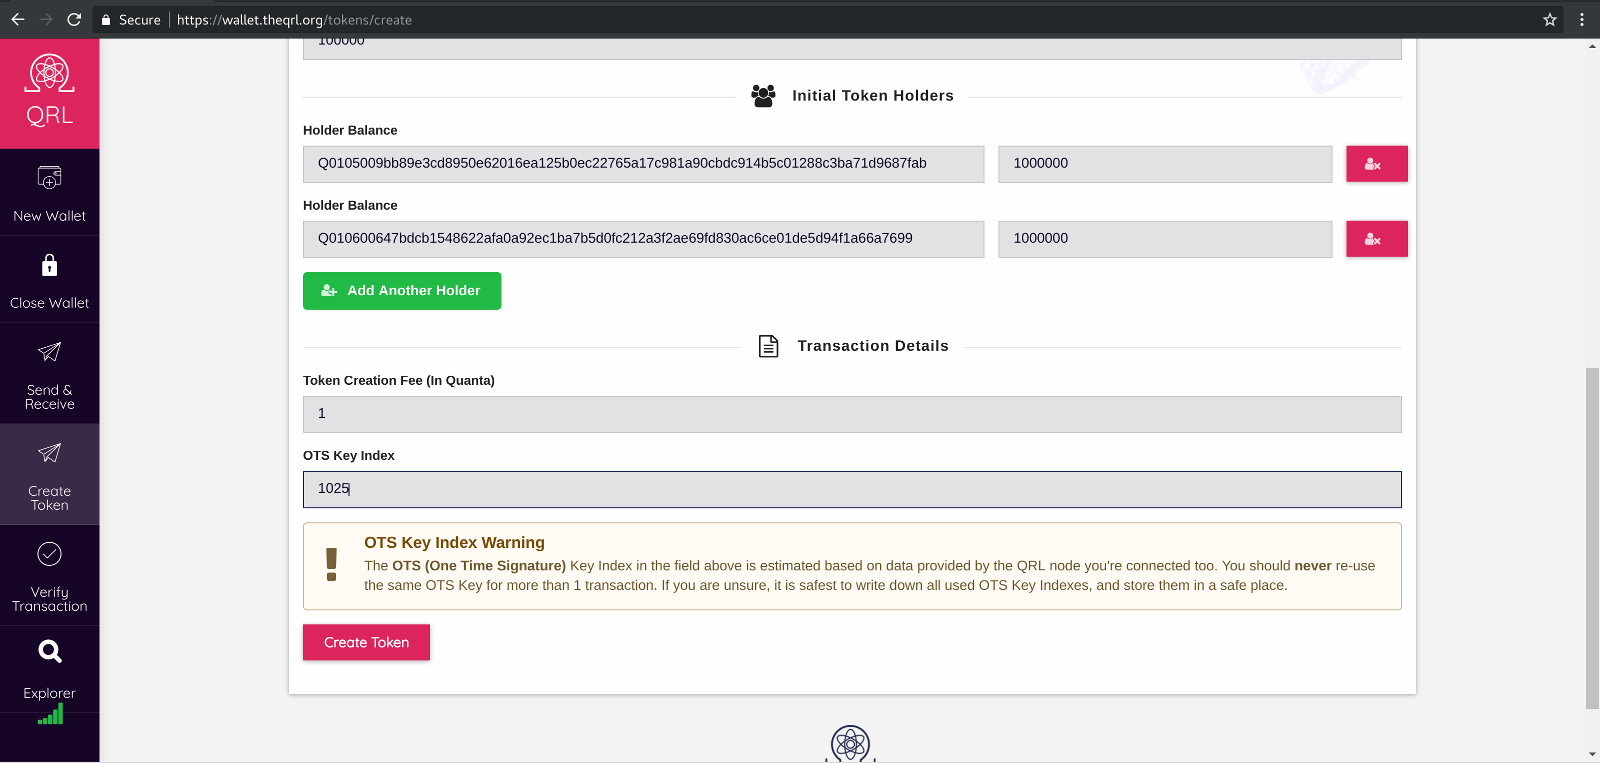 Secure
https://wallet.theqrl.org/tokens/create
QRL
New Wallet
Close Wallet
Send &
Receive
Create
Token
Verify
Transaction
Explorer
100000
Initial Token Holders
Holder Balance
Q0105009bb89e3cd8950e62016ea125b0ec22765a17c981a90cbdc914b5c01288c3ba71d9687fab 1000000
Holder Balance
Q010600647bdcb1548622afa0a92ec1ba7b5d0fc212a3f2ae69fd830ac6ce01de5d94f1a66a7699 1000000
Add Another Holder
Transaction Details
Token Creation Fee (In Quanta)
1
OTS Key Index
1025
OTS Key Index Warning
The OTS (One Time Signature) Key Index in the field above is estimated based on data provided by the QRL node you're connected too. You should never re-use
the same OTS Key for more than 1 transaction. If you are unsure, it is safest to write down all used OTS Key Indexes, and store them in a safe place.
Create Token